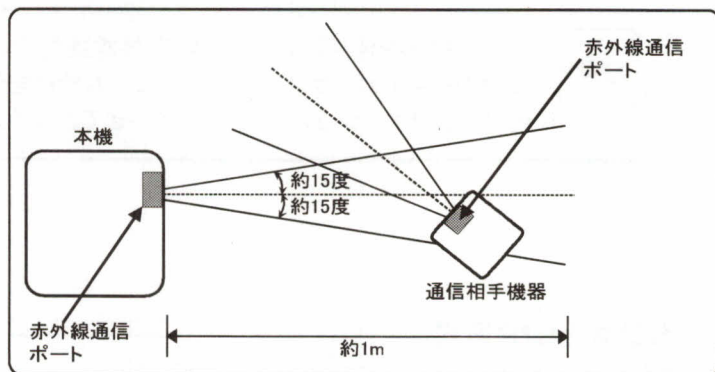 赤外線通信
ポート
本機
約15度
約15度
通信相手機器
赤外線通信
ポート
約1m